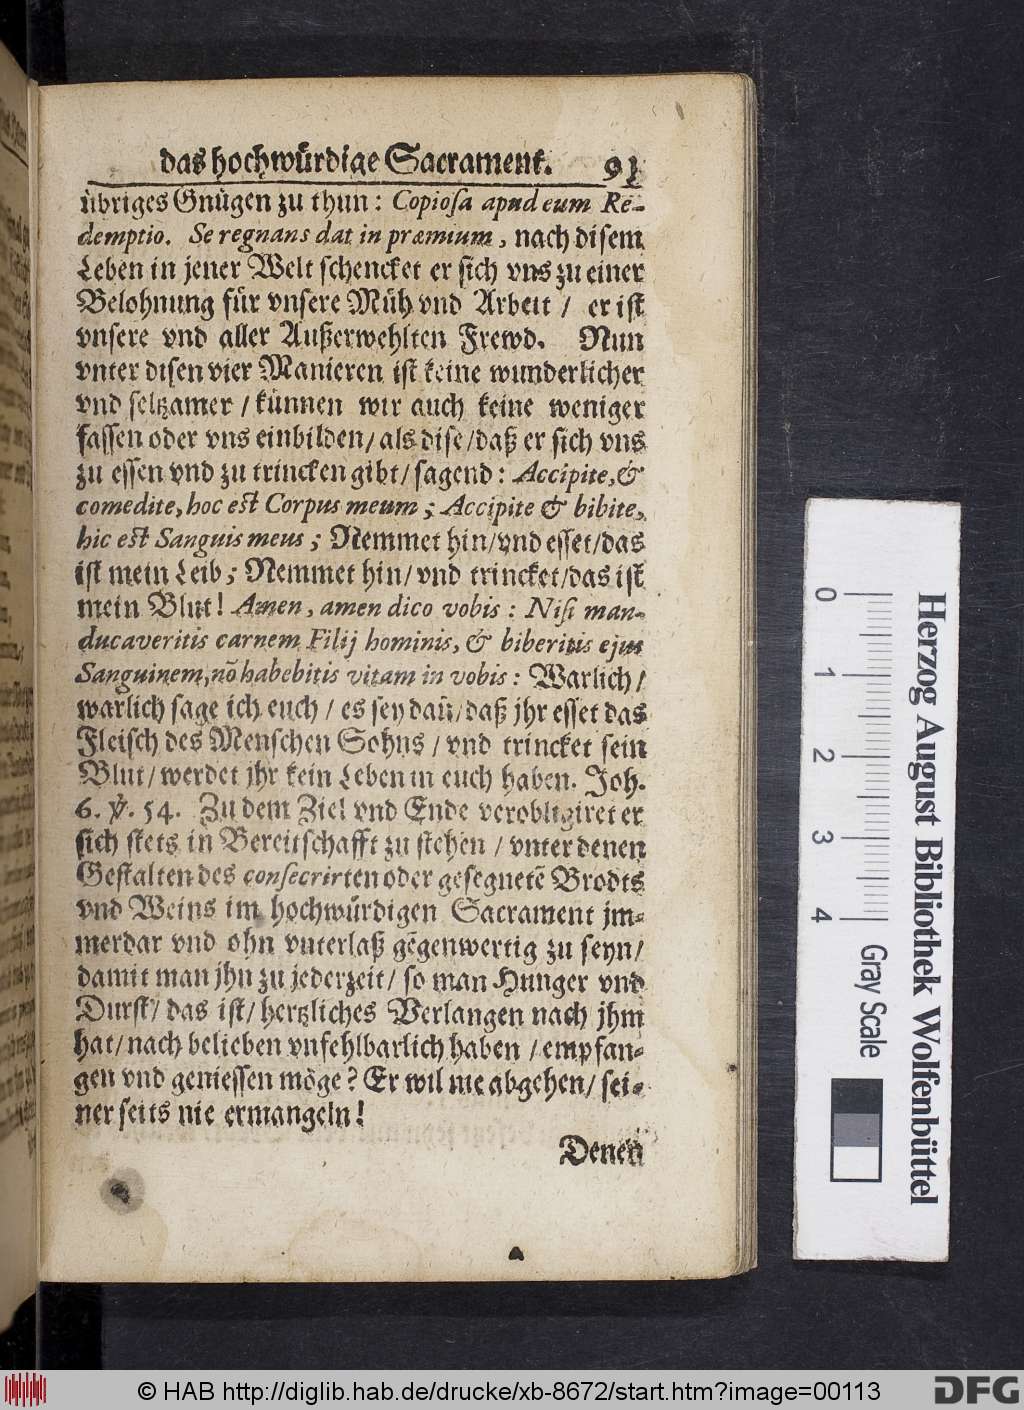 das hochwürdige Sacrament. 91
übriges Gnügen zu thun: Copiosa apud eum Re-
demptio. Se regnans dat in præmium, nach disem
Leben in jener Welt schencket er sich vns zu einer
Belohnung für vnsere Müh vnd Arbeit / er ist
vnsere vnd aller Außerwehlten Frewd. Nun
vnter disen vier Manieren ist keine wunderlicher
vnd seltzamer / künnen wir auch keine weniger
fassen oder vns einbilden / als dise / daß er sich vns
zu essen vnd zu trincken gibt / sagend: Accipite, &
comedite, hoc est Corpus meum; Accipite & bibite,
hic est Sanguis meus; Nemmet hin / vnd esset / das
ist mein Leib; Nemmet hin / vnd trincket / das ist
mein Blut! Amen, amen dico vobis: Nisi man-
ducaveritis carnem Filij hominis, & biberitis ejus
Sanguinem, nō habebitis vitam in vobis: Warlich /
warlich sage ich euch / es sey dañ / daß jhr esset das
Fleisch des Menschen Sohns / vnd trincket sein
Blut / werdet jhr kein Leben in euch haben. Joh.
6. ℣. 54. Zu dem Ziel vnd Ende verobligiret er
sich stets in Bereitschafft zu stehen / vnter denen
Gestalten des consecrirten oder gesegnetē Brodts
vnd Weins im hochwürdigen Sacrament jm-
merdar vnd ohn vnterlaß gegenwertig zu seyn /
damit man jhn zu jederzeit / so man Hunger vnd
Durst / das ist / hertzliches Verlangen nach jhm
hat / nach belieben vnfehlbarlich haben / empfan-
gen vnd geniessen möge? Er wil nie abgehen / sei-
ner seits nie ermangeln!
Denen
0 1 2 3 4
Gray Scale
Herzog August Bibliothek Wolfenbüttel
© HAB http://diglib.hab.de/drucke/xb-8672/start.htm?image=00113
DFG